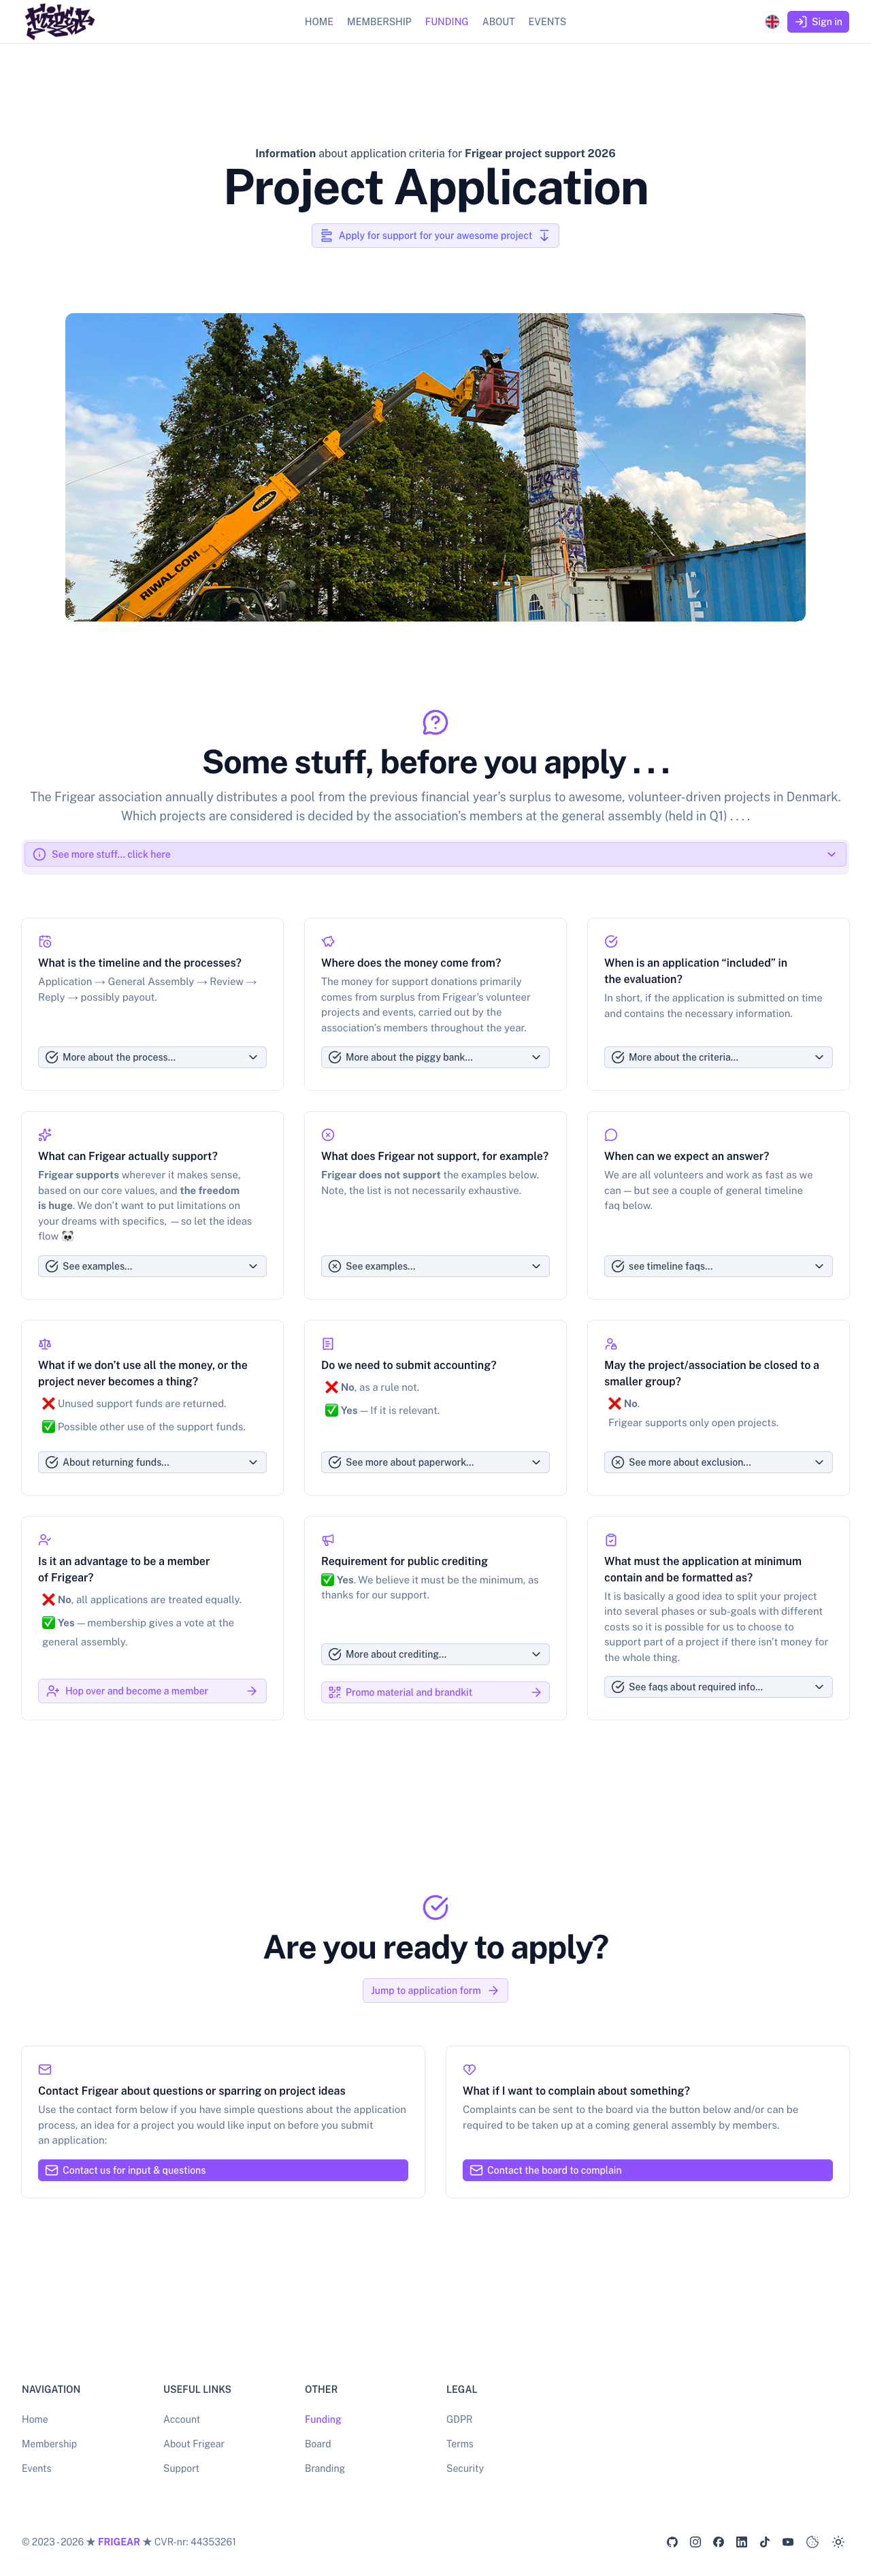 HOME MEMBERSHIP FUNDING ABOUT EVENTS
Sign in
Information about application criteria for Frigear project support 2026
Project Application
Apply for support for your awesome project
RIWAL.COM
Some stuff, before you apply . . .
The Frigear association annually distributes a pool from the previous financial year’s surplus to awesome, volunteer-driven projects in Denmark.
Which projects are considered is decided by the association’s members at the general assembly (held in Q1) . . . .
See more stuff... click here
What is the timeline and the processes?
Application → General Assembly → Review →
Reply → possibly payout.
More about the process...
Where does the money come from?
The money for support donations primarily
comes from surplus from Frigear’s volunteer
projects and events, carried out by the
association’s members throughout the year.
More about the piggy bank...
When is an application “included” in
the evaluation?
In short, if the application is submitted on time
and contains the necessary information.
More about the criteria...
What can Frigear actually support?
Frigear supports wherever it makes sense,
based on our core values, and the freedom
is huge. We don’t want to put limitations on
your dreams with specifics, — so let the ideas
flow 🐼
See examples...
What does Frigear not support, for example?
Frigear does not support the examples below.
Note, the list is not necessarily exhaustive.
See examples...
When can we expect an answer?
We are all volunteers and work as fast as we
can — but see a couple of general timeline
faq below.
see timeline faqs...
What if we don’t use all the money, or the
project never becomes a thing?
❌ Unused support funds are returned.
✅ Possible other use of the support funds.
About returning funds...
Do we need to submit accounting?
❌ No, as a rule not.
✅ Yes — If it is relevant.
See more about paperwork...
May the project/association be closed to a
smaller group?
❌ No.
Frigear supports only open projects.
See more about exclusion...
Is it an advantage to be a member
of Frigear?
❌ No, all applications are treated equally.
✅ Yes — membership gives a vote at the
general assembly.
Hop over and become a member
Requirement for public crediting
✅ Yes. We believe it must be the minimum, as
thanks for our support.
More about crediting...
Promo material and brandkit
What must the application at minimum
contain and be formatted as?
It is basically a good idea to split your project
into several phases or sub-goals with different
costs so it is possible for us to choose to
support part of a project if there isn’t money for
the whole thing.
See faqs about required info...
Are you ready to apply?
Jump to application form
Contact Frigear about questions or sparring on project ideas
Use the contact form below if you have simple questions about the application
process, an idea for a project you would like input on before you submit
an application:
Contact us for input & questions
What if I want to complain about something?
Complaints can be sent to the board via the button below and/or can be
required to be taken up at a coming general assembly by members.
Contact the board to complain
NAVIGATION
Home
Membership
Events
USEFUL LINKS
Account
About Frigear
Support
OTHER
Funding
Board
Branding
LEGAL
GDPR
Terms
Security
© 2023 - 2026 ★ FRIGEAR ★ CVR-nr: 44353261